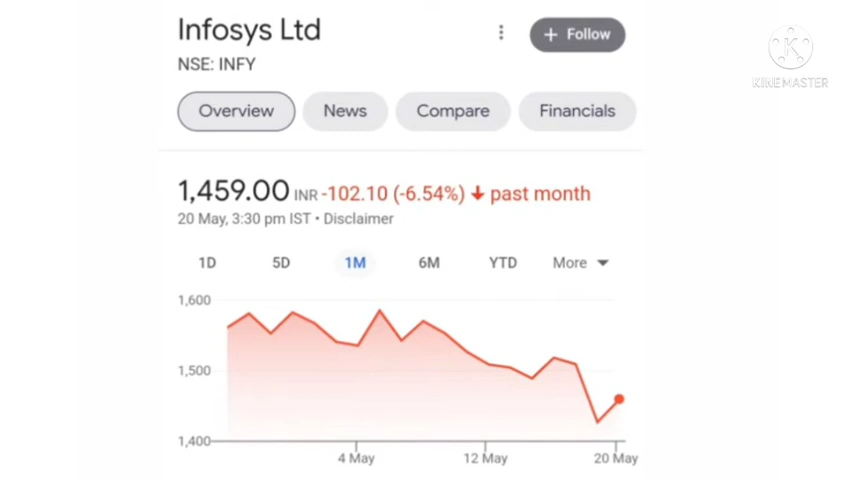 Infosys Ltd
+ Follow
K
KINEMASTER
NSE: INFY
Overview News Compare Financials
1,459.00 INR -102.10 (-6.54%) ↓ past month
20 May, 3:30 pm IST • Disclaimer
1D 5D 1M 6M YTD More
1,600
1,500
1,400
4 May 12 May 20 May